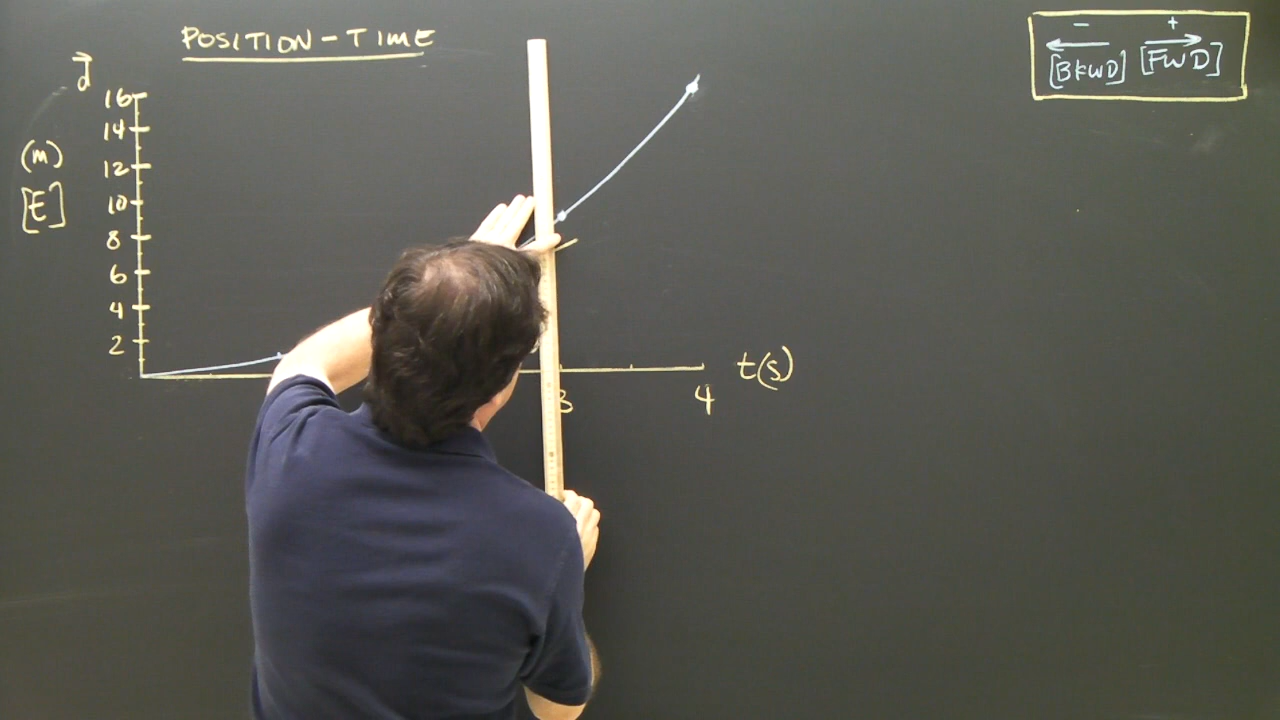 POSITION-TIME
- +
[BKWD] [FWD]
d
(m)
[E]
16
14
12
10
8
6
4
2
3
4
t(s)